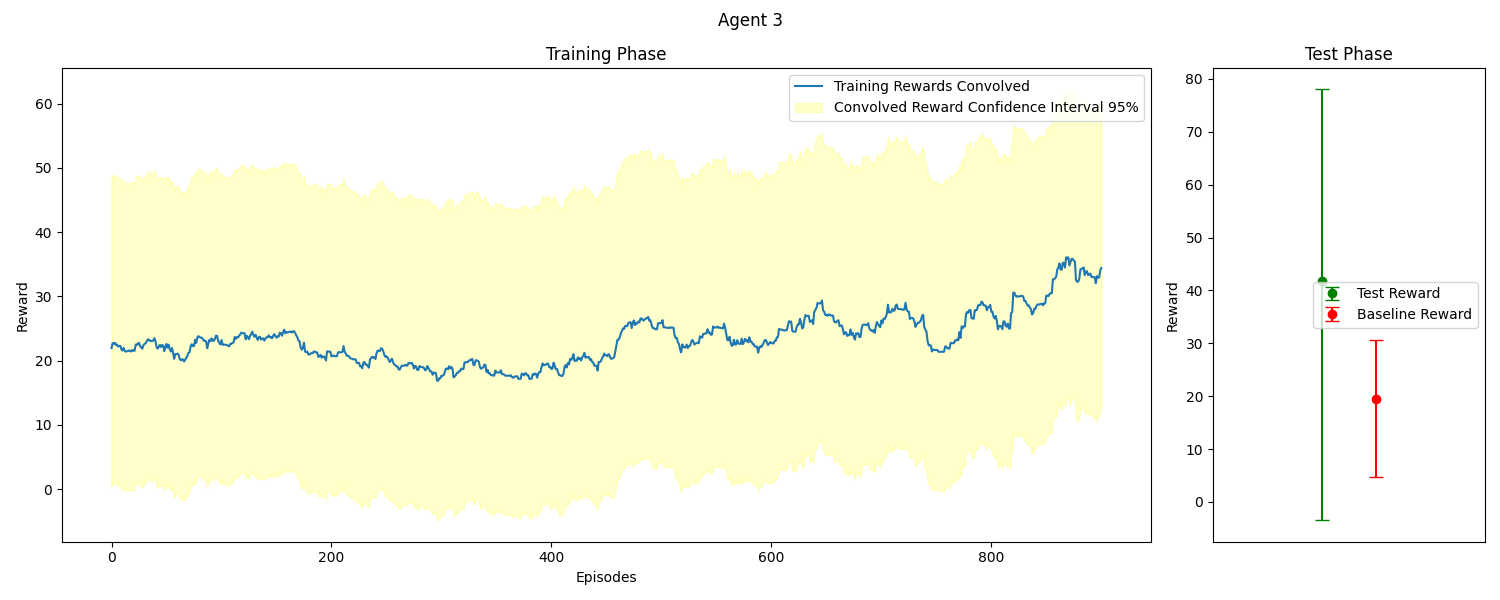 Agent 3
Training Phase
Training Rewards Convolved
Convolved Reward Confidence Interval 95%
60
50
40
30
20
10
0
Reward
0
200
400
600
800
Episodes
Test Phase
80
70
60
50
40
30
20
10
0
Reward
Test Reward
Baseline Reward